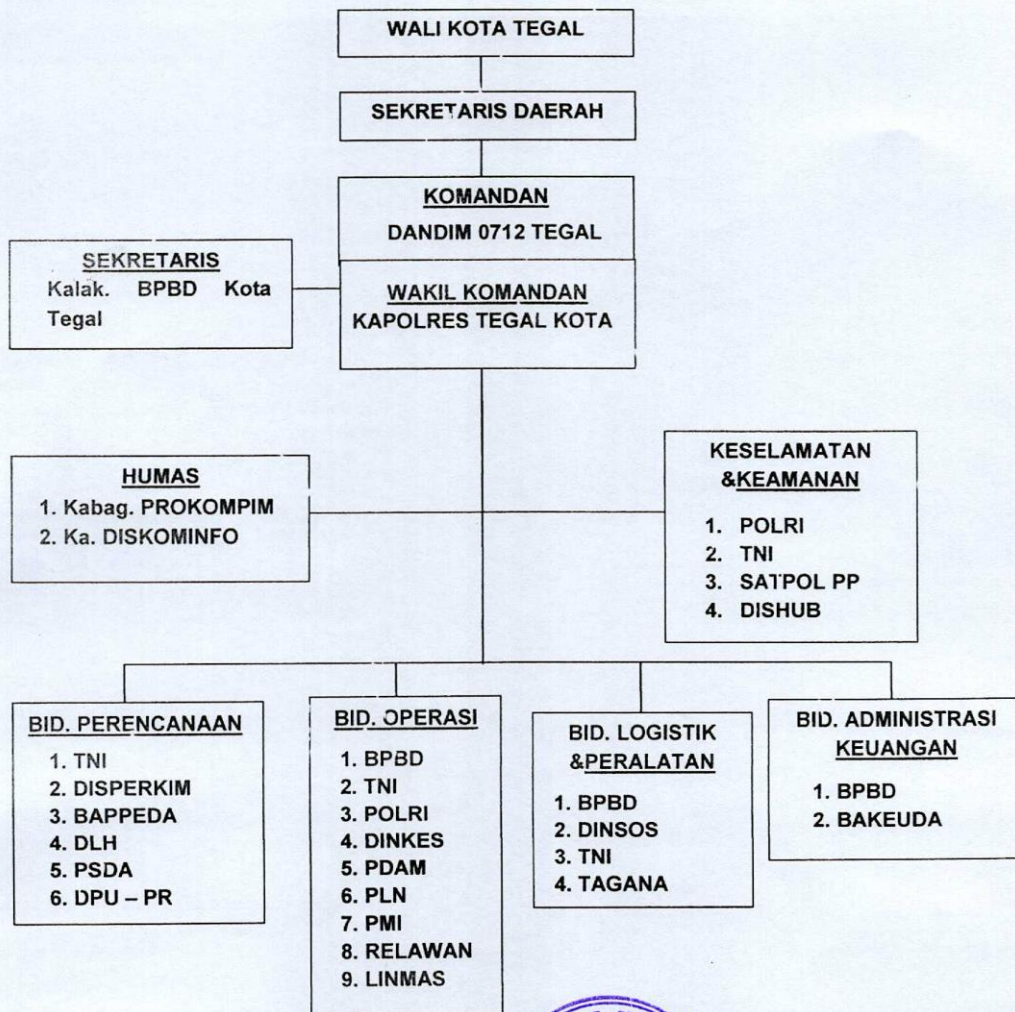 WALI KOTA TEGAL
SEKRETARIS DAERAH
KOMANDAN
DANDIM 0712 TEGAL
SEKRETARIS
Kalak. BPBD Kota
Tegal
WAKIL KOMANDAN
KAPOLRES TEGAL KOTA
HUMAS
1. Kabag. PROKOMPIM
2. Ka. DISKOMINFO
KESELAMATAN
&KEAMANAN
1. POLRI
2. TNI
3. SATPOL PP
4. DISHUB
BID. PERENCANAAN
1. TNI
2. DISPERKIM
3. BAPPEDA
4. DLH
5. PSDA
6. DPU – PR
BID. OPERASI
1. BPBD
2. TNI
3. POLRI
4. DINKES
5. PDAM
6. PLN
7. PMI
8. RELAWAN
9. LINMAS
BID. LOGISTIK
&PERALATAN
1. BPBD
2. DINSOS
3. TNI
4. TAGANA
BID. ADMINISTRASI
KEUANGAN
1. BPBD
2. BAKEUDA